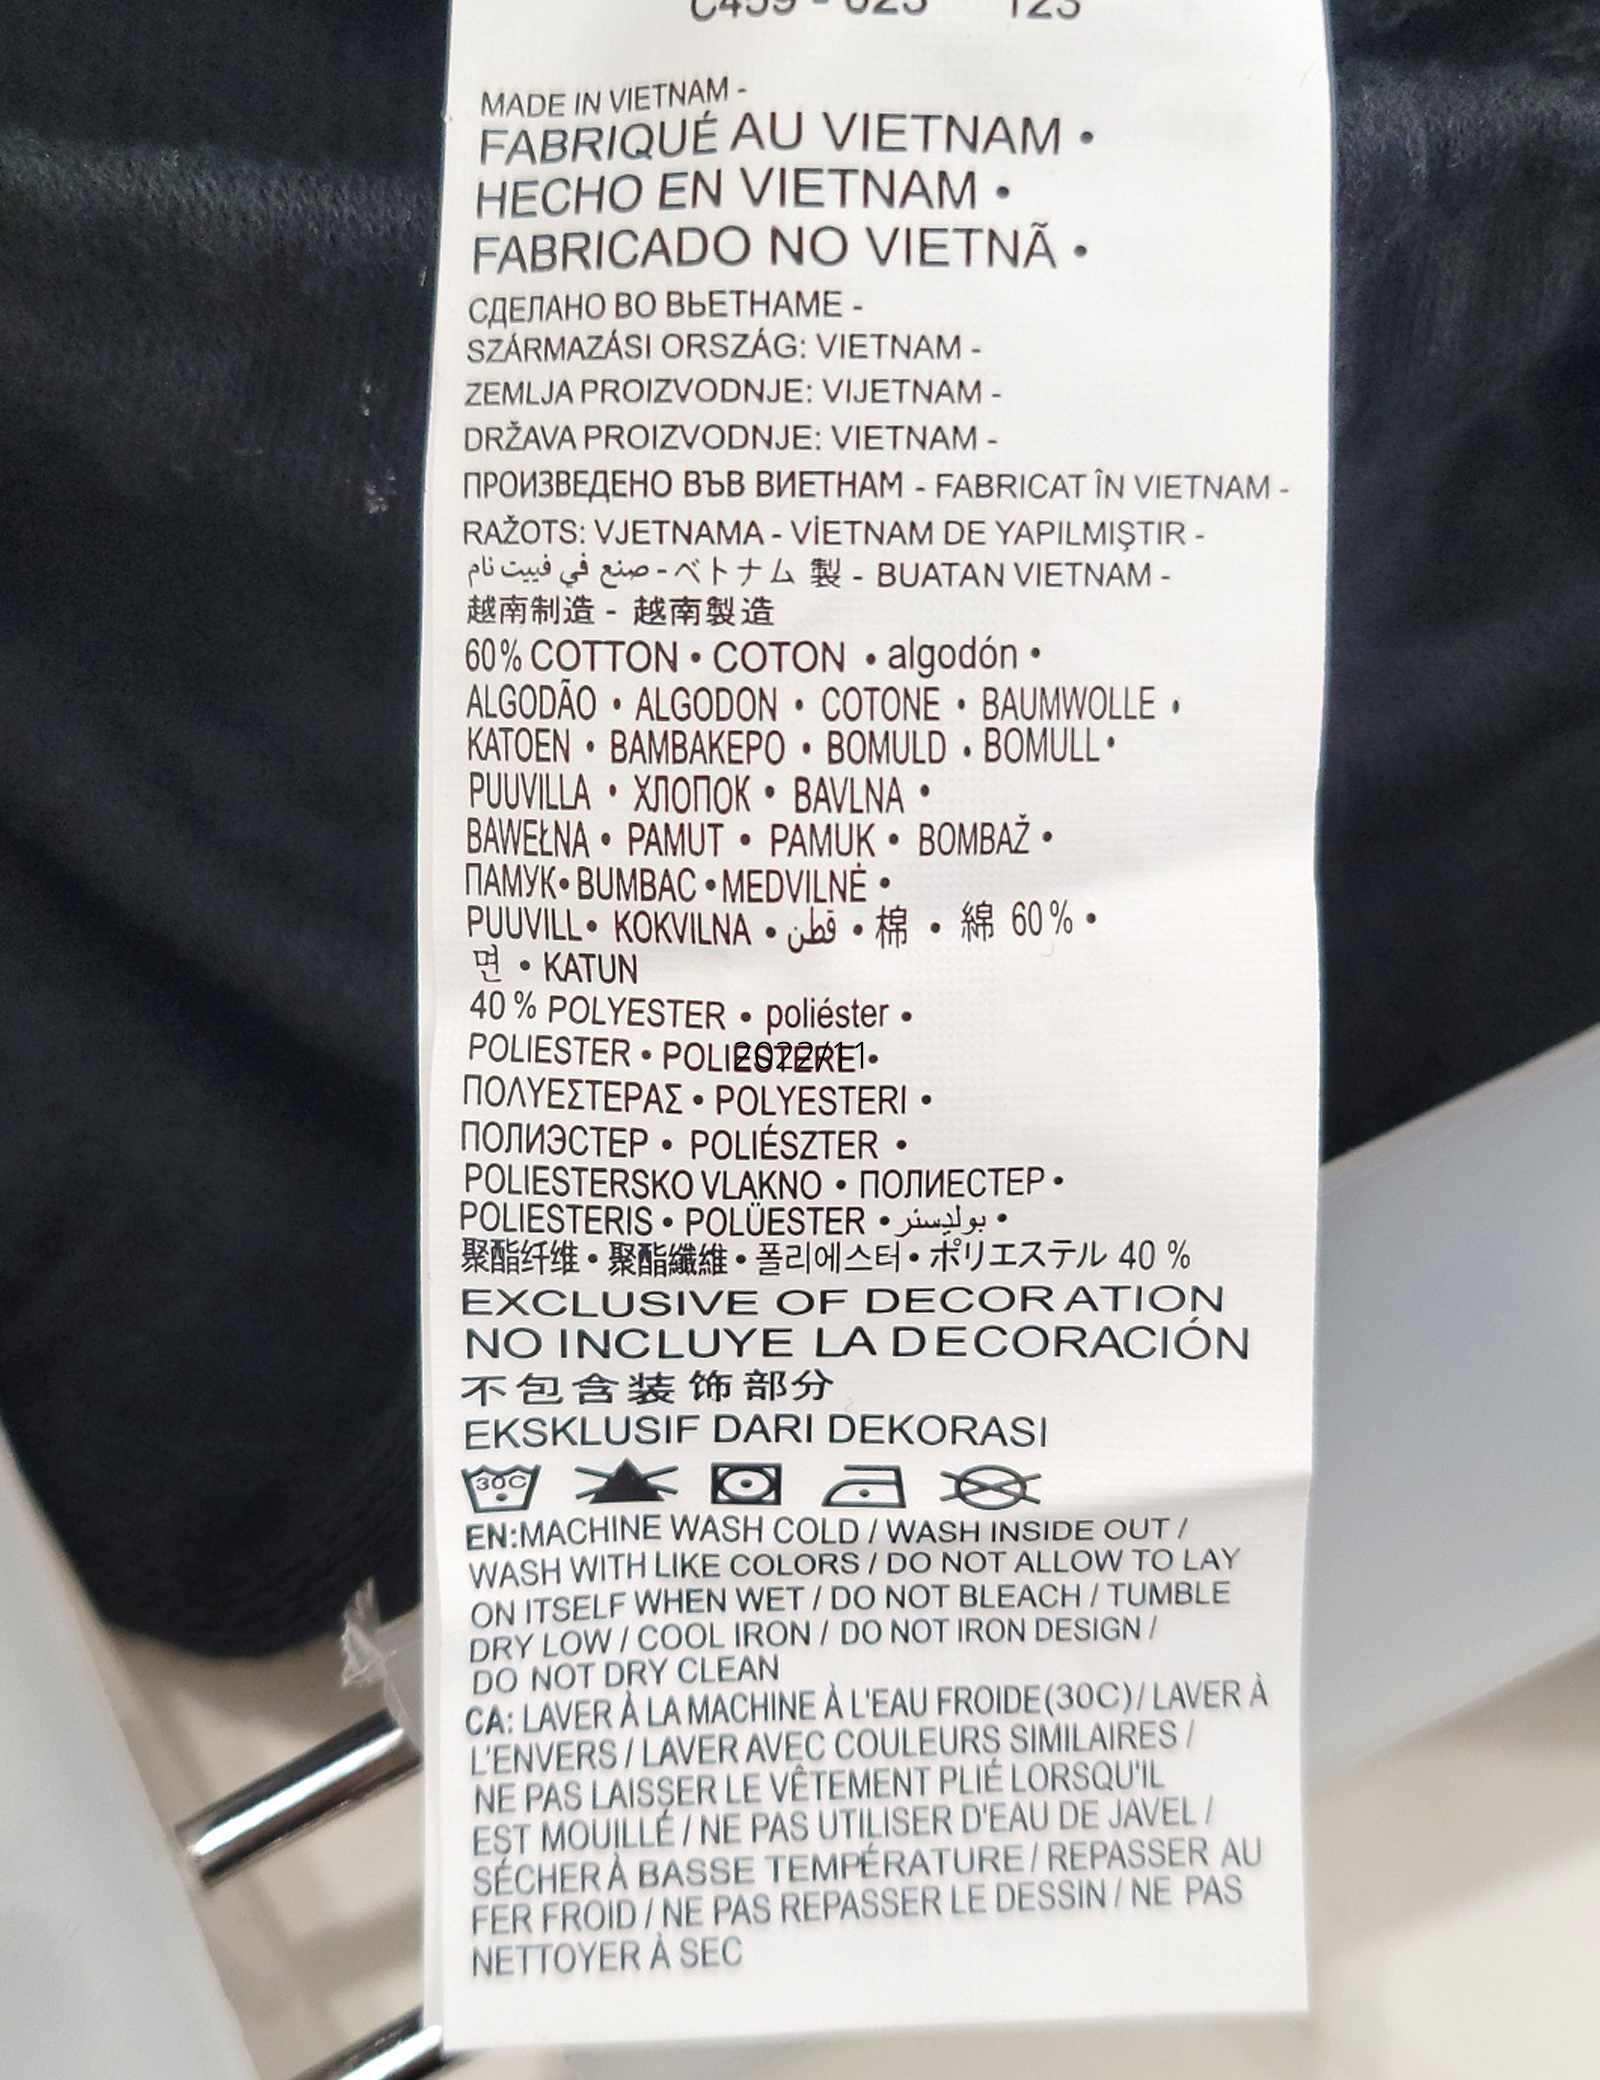 C459 - 023 123
MADE IN VIETNAM -
FABRIQUÉ AU VIETNAM •
HECHO EN VIETNAM •
FABRICADO NO VIETNÃ •
СДЕЛАНО ВО ВЬЕТНАМЕ -
SZÁRMAZÁSI ORSZÁG: VIETNAM -
ZEMLJA PROIZVODNJE: VIJETNAM -
DRŽAVA PROIZVODNJE: VIETNAM -
ПРОИЗВЕДЕНО ВЪВ ВИЕТНАМ - FABRICAT ÎN VIETNAM -
RAŽOTS: VJETNAMA - VİETNAM DE YAPILMIŞTIR -
صنع في فييت نام - ベトナム 製 - BUATAN VIETNAM -
越南制造 - 越南製造
60% COTTON • COTON • algodón •
ALGODÃO • ALGODON • COTONE • BAUMWOLLE •
KATOEN • BAMBAKEPO • BOMULD • BOMULL •
PUUVILLA • ХЛОПОК • BAVLNA •
BAWEŁNA • PAMUT • PAMUK • BOMBAŽ •
ПАМУК • BUMBAC • MEDVILNĖ •
PUUVILL • KOKVILNA • قطن • 棉 • 綿 60% •
면 • KATUN
40 % POLYESTER • poliéster •
POLIESTER • POLIESTERE •
2022/11
ΠΟΛΥΕΣΤΕΡΑΣ • POLYESTERI •
ПОЛИЭСТЕР • POLIÉSZTER •
POLIESTERSKO VLAKNO • ПОЛИЕСТЕР •
POLIESTERIS • POLÜESTER • بولدستر •
聚酯纤维 • 聚酯纖維 • 폴리에스터 • ポリエステル 40 %
EXCLUSIVE OF DECORATION
NO INCLUYE LA DECORACIÓN
不包含装饰部分
EKSKLUSIF DARI DEKORASI
30C
EN:MACHINE WASH COLD / WASH INSIDE OUT /
WASH WITH LIKE COLORS / DO NOT ALLOW TO LAY
ON ITSELF WHEN WET / DO NOT BLEACH / TUMBLE
DRY LOW / COOL IRON / DO NOT IRON DESIGN /
DO NOT DRY CLEAN
CA: LAVER À LA MACHINE À L'EAU FROIDE(30C) / LAVER À
L'ENVERS / LAVER AVEC COULEURS SIMILAIRES /
NE PAS LAISSER LE VÊTEMENT PLIÉ LORSQU'IL
EST MOUILLÉ / NE PAS UTILISER D'EAU DE JAVEL /
SÉCHER À BASSE TEMPÉRATURE / REPASSER AU
FER FROID / NE PAS REPASSER LE DESSIN / NE PAS
NETTOYER À SEC